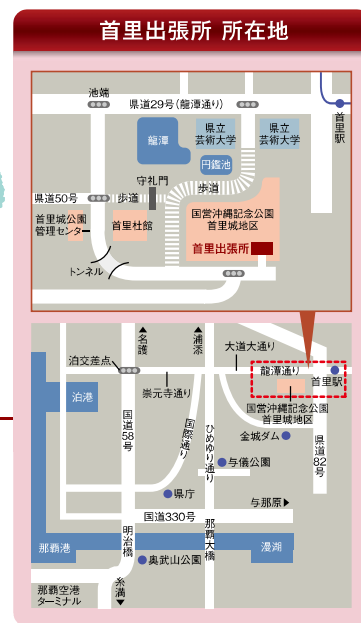 首里出張所 所在地
池端
県道29号(龍潭通り)
首里駅
龍潭
県立
芸術大学
県立
芸術大学
円鑑池
守礼門
歩道
県道50号
歩道
首里城公園
管理センター
首里杜館
国営沖縄記念公園
首里城地区
首里出張所
トンネル
▲名護
▲浦添
大道大通り
泊交差点
龍潭通り
首里駅
崇元寺通り
泊港
国道58号
国際通り
ひめゆり通り
国営沖縄記念公園
首里城地区
金城ダム
県道82号
与儀公園
県庁
与那原▶
国道330号
那覇港
明治橋
那覇大橋
漫湖
奥武山公園
那覇空港
ターミナル
糸満▼